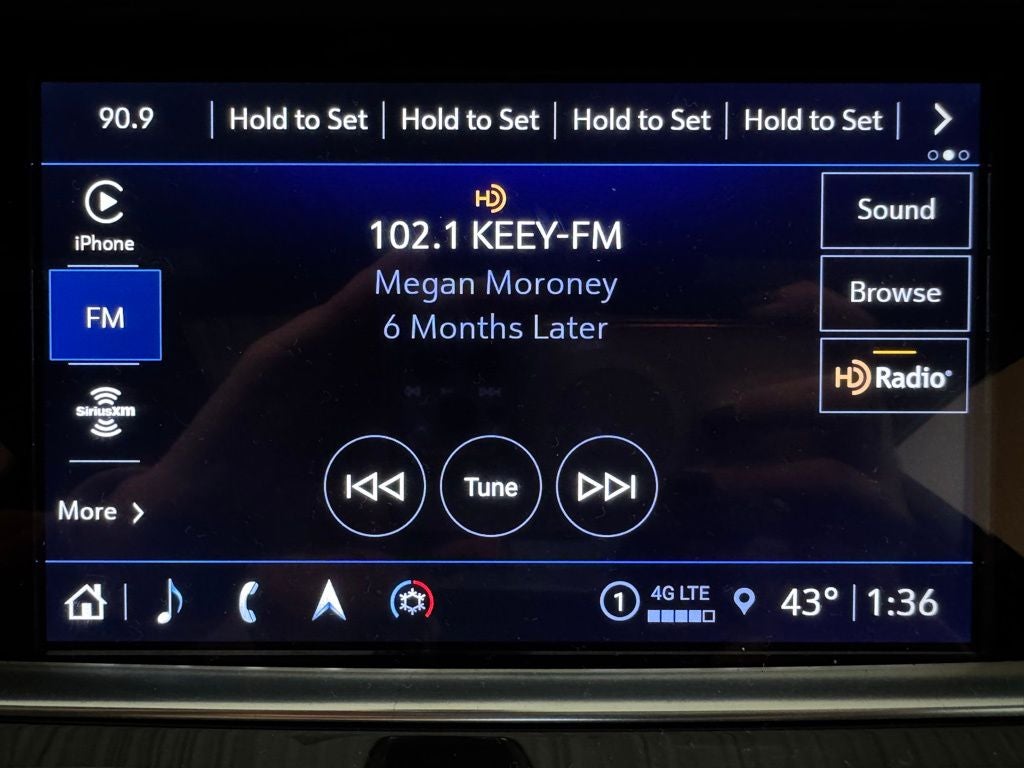 90.9 Hold to Set Hold to Set Hold to Set Hold to Set
iPhone
FM
SiriusXM
More
HD
102.1 KEEY-FM
Megan Moroney
6 Months Later
Tune
Sound
Browse
HD Radio®
1 4G LTE 43° 1:36